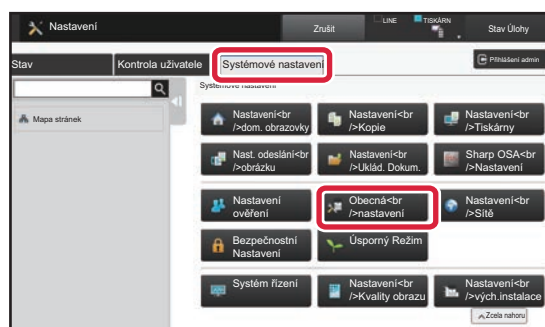 Nastavení
Zrušit
LINE
TISKÁRN
Stav Úlohy
Stav
Kontrola uživatele
Systémové nastavení
Přihlášení admin
Systémové nastavení
Mapa stránek
Nastavení<br
/>dom. obrazovky
Nastavení<br
/>Kopie
Nastavení<br
/>Tiskárny
Nast. odeslání<br
/>obrázku
Nastavení<br
/>Uklád. Dokum.
Sharp OSA<br
/>Nastavení
Nastavení
ověření
Obecná<br
/>nastavení
Nastavení<br
/>Sítě
Bezpečnostní
Nastavení
Úsporný Režim
Systém řízení
Nastavení<br
/>Kvality obrazu
Nastavení<br
/>vých.instalace
Zcela nahoru